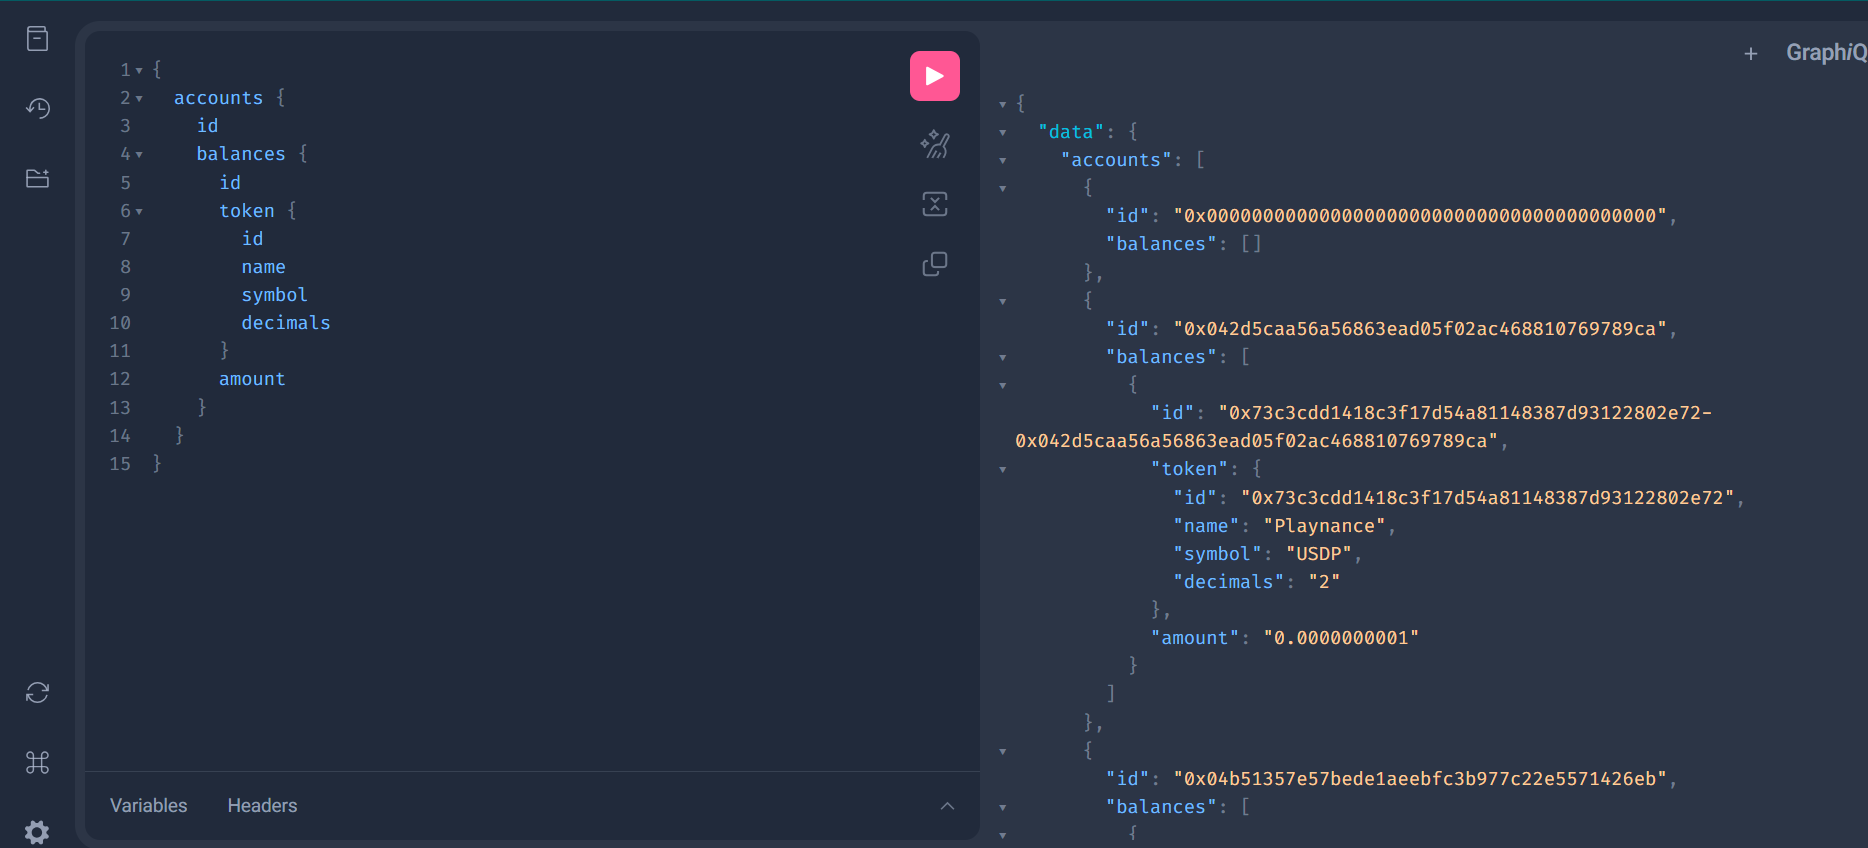 1 {
2 accounts {
3 id
4 balances {
5 id
6 token {
7 id
8 name
9 symbol
10 decimals
11 }
12 amount
13 }
14 }
15 }
Variables Headers
+ GraphiQ
{
"data": {
"accounts": [
{
"id": "0x0000000000000000000000000000000000000000",
"balances": []
},
{
"id": "0x042d5caa56a56863ead05f02ac468810769789ca",
"balances": [
{
"id": "0x73c3cdd1418c3f17d54a81148387d93122802e72-
0x042d5caa56a56863ead05f02ac468810769789ca",
"token": {
"id": "0x73c3cdd1418c3f17d54a81148387d93122802e72",
"name": "Playnance",
"symbol": "USDP",
"decimals": "2"
},
"amount": "0.0000000001"
}
]
},
{
"id": "0x04b51357e57bede1aeebfc3b977c22e5571426eb",
"balances": [
{